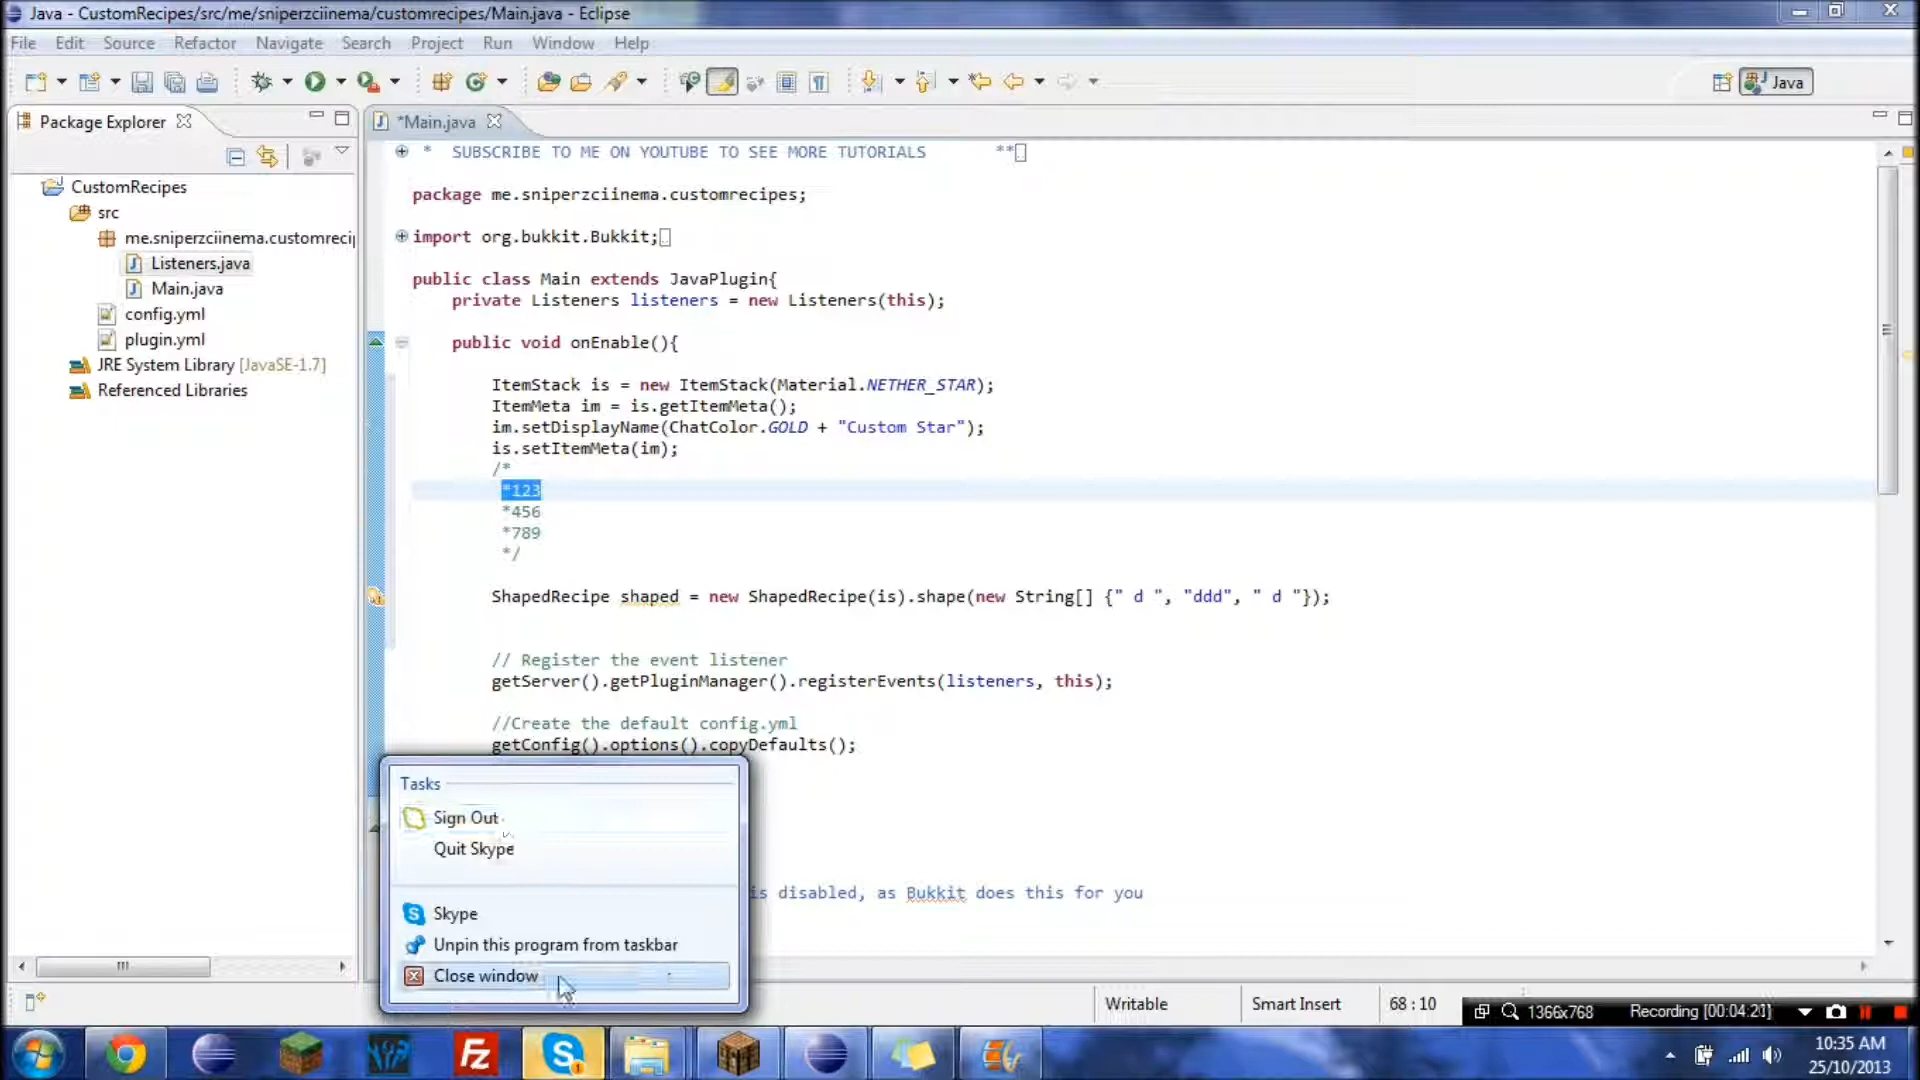 Java - CustomRecipes/src/me/sniperzciinema/customrecipes/Main.java - Eclipse
File Edit Source Refactor Navigate Search Project Run Window Help
Java
Package Explorer
*Main.java
CustomRecipes
src
me.sniperzciinema.customreci
Listeners.java
Main.java
config.yml
plugin.yml
JRE System Library [JavaSE-1.7]
Referenced Libraries
* SUBSCRIBE TO ME ON YOUTUBE TO SEE MORE TUTORIALS **
package me.sniperzciinema.customrecipes;
import org.bukkit.Bukkit;
public class Main extends JavaPlugin{
private Listeners listeners = new Listeners(this);
public void onEnable(){
ItemStack is = new ItemStack(Material.NETHER_STAR);
ItemMeta im = is.getItemMeta();
im.setDisplayName(ChatColor.GOLD + "Custom Star");
is.setItemMeta(im);
/*
*123
*456
*789
*/
ShapedRecipe shaped = new ShapedRecipe(is).shape(new String[] {" d ", "ddd", " d "});
// Register the event listener
getServer().getPluginManager().registerEvents(listeners, this);
//Create the default config.yml
getConfig().options().copyDefaults();
is disabled, as Bukkit does this for you
Tasks
Sign Out
Quit Skype
Skype
Unpin this program from taskbar
Close window
Writable
Smart Insert
68 : 10
1366x768
Recording [00:04:20]
10:35 AM
25/10/2013